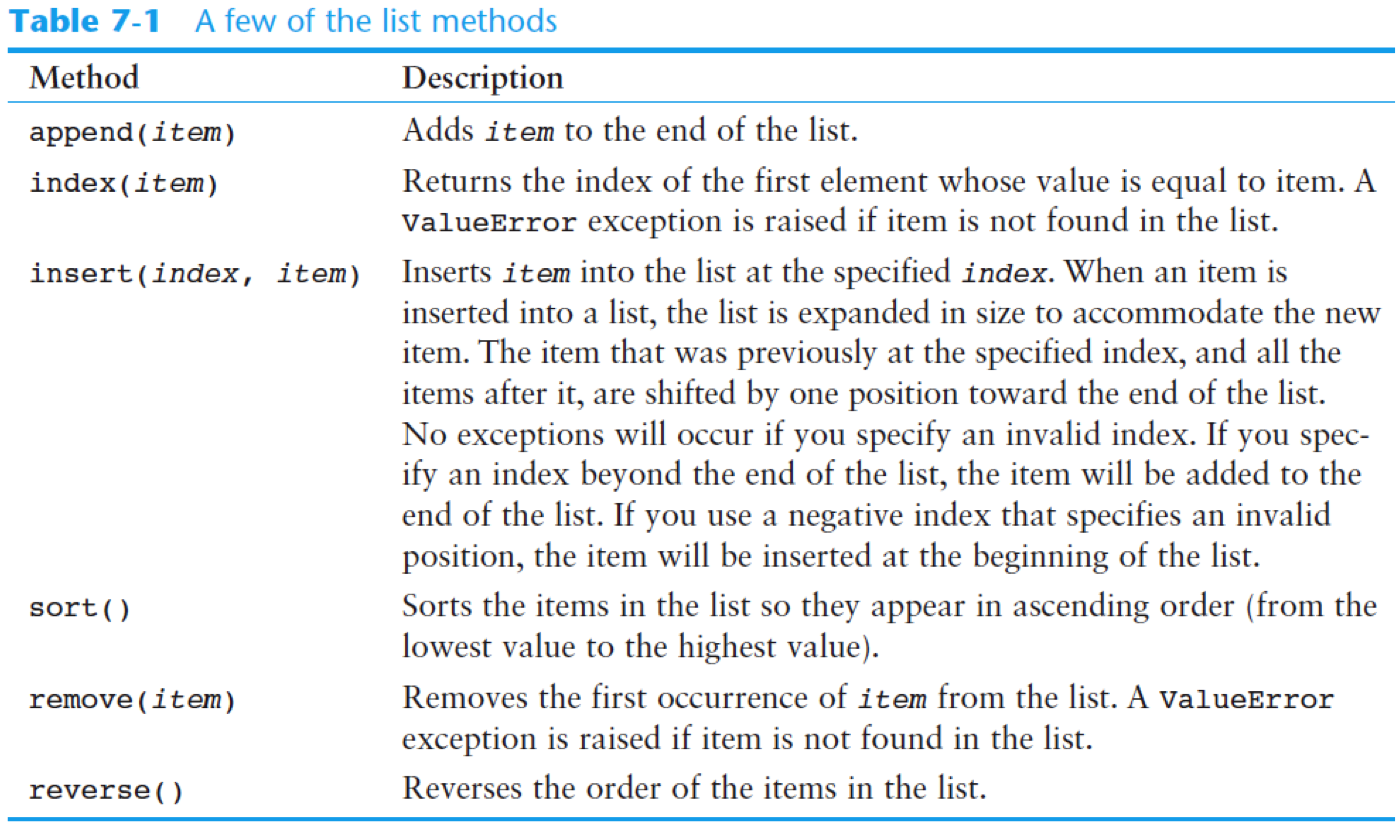 Table 7-1 A few of the list methods
Method Description
append(item) Adds item to the end of the list.
index(item) Returns the index of the first element whose value is equal to item. A
ValueError exception is raised if item is not found in the list.
insert(index, item) Inserts item into the list at the specified index. When an item is
inserted into a list, the list is expanded in size to accommodate the new
item. The item that was previously at the specified index, and all the
items after it, are shifted by one position toward the end of the list.
No exceptions will occur if you specify an invalid index. If you spec-
ify an index beyond the end of the list, the item will be added to the
end of the list. If you use a negative index that specifies an invalid
position, the item will be inserted at the beginning of the list.
sort() Sorts the items in the list so they appear in ascending order (from the
lowest value to the highest value).
remove(item) Removes the first occurrence of item from the list. A ValueError
exception is raised if item is not found in the list.
reverse() Reverses the order of the items in the list.